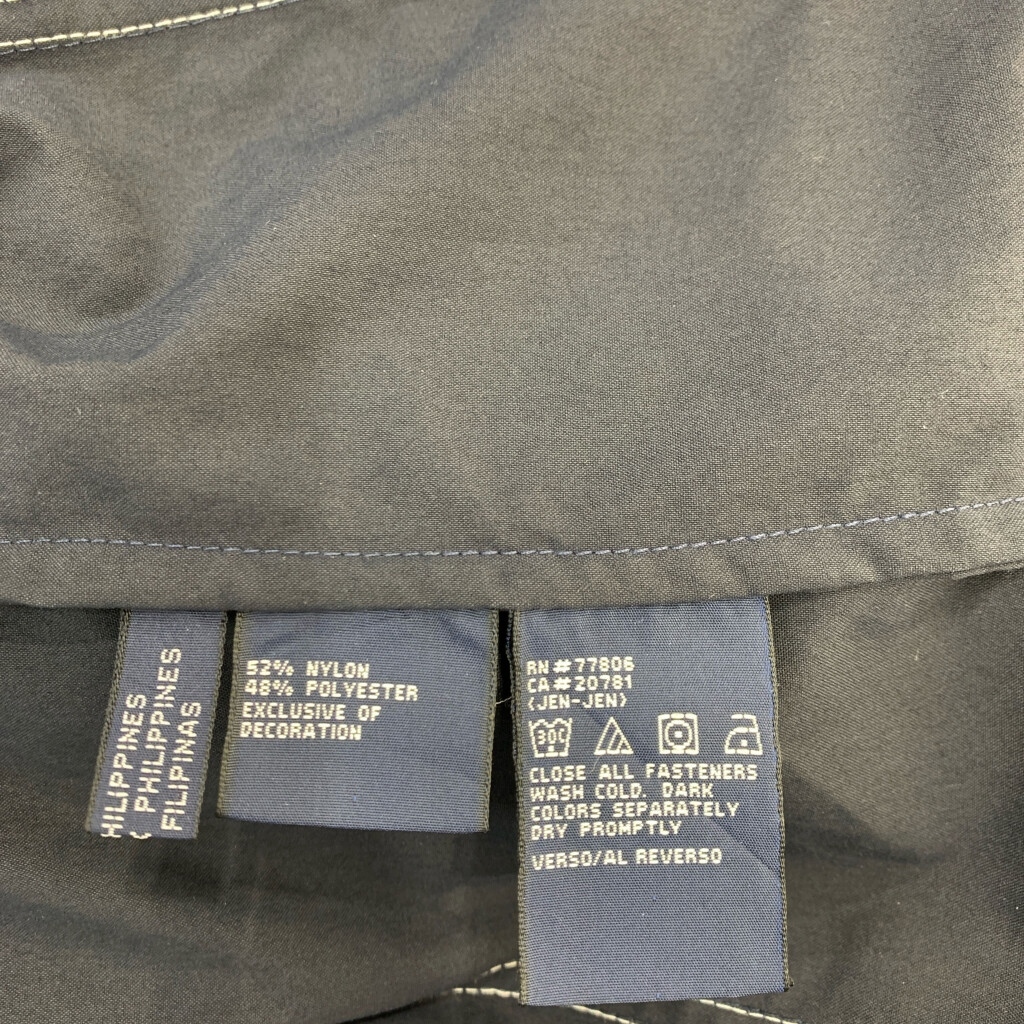 HILIPPINES
PHILIPPINES
FILIPINAS
52% NYLON
48% POLYESTER
EXCLUSIVE OF
DECORATION
RN#77806
CA#20781
(JEN-JEN)
30C
CLOSE ALL FASTENERS
WASH COLD. DARK
COLORS SEPARATELY
DRY PROMPTLY
VERSO/AL REVERSO